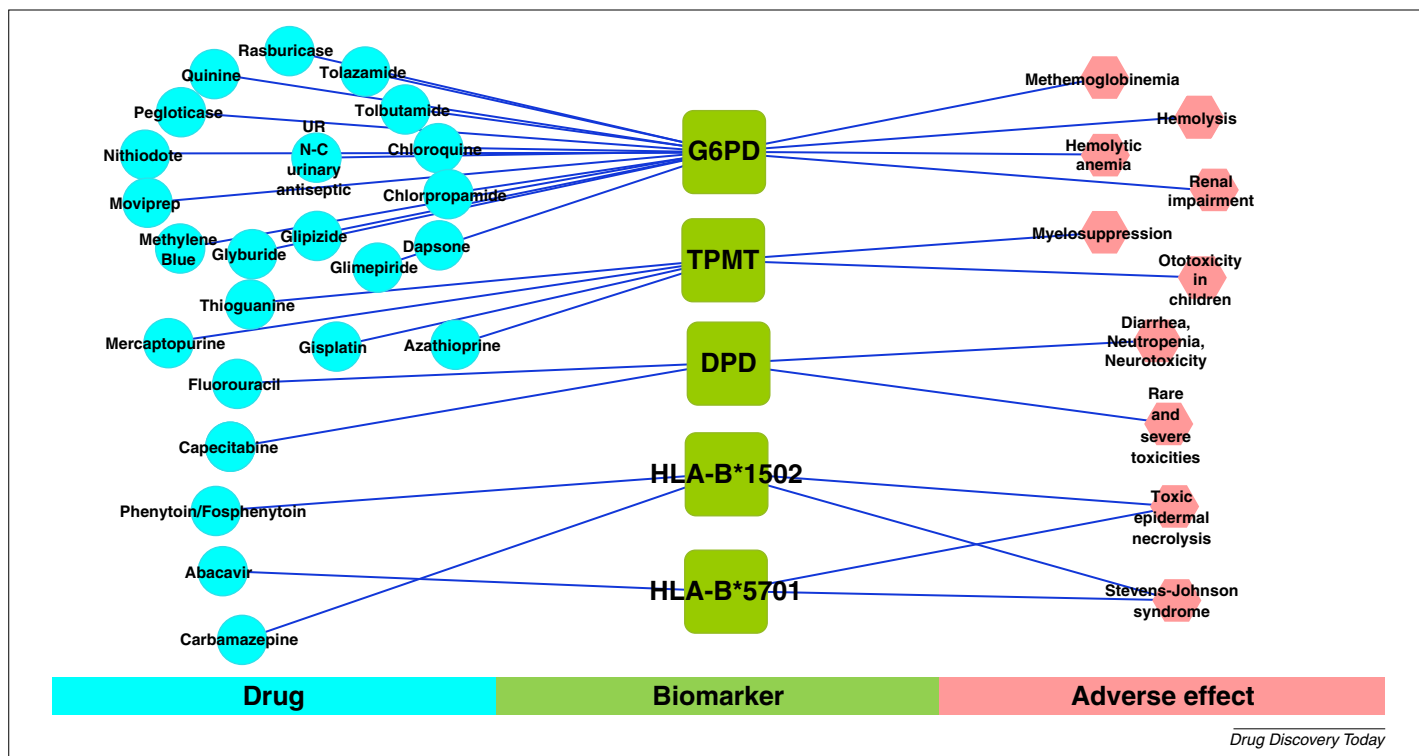 Rasburicase
Quinine
Tolazamide
Pegloticase
Tolbutamide
UR
N-C
urinary
antiseptic
Nithiodote
Chloroquine
Moviprep
Chlorpropamide
Methylene
Blue
Glyburide
Glipizide
Glimepiride
Dapsone
Thioguanine
Mercaptopurine
Gisplatin
Azathioprine
Fluorouracil
Capecitabine
Phenytoin/Fosphenytoin
Abacavir
Carbamazepine
G6PD
TPMT
DPD
HLA-B*1502
HLA-B*5701
Methemoglobinemia
Hemolysis
Hemolytic
anemia
Renal
impairment
Myelosuppression
Ototoxicity
in
children
Diarrhea,
Neutropenia,
Neurotoxicity
Rare
and
severe
toxicities
Toxic
epidermal
necrolysis
Stevens-Johnson
syndrome
Drug
Biomarker
Adverse effect
Drug Discovery Today